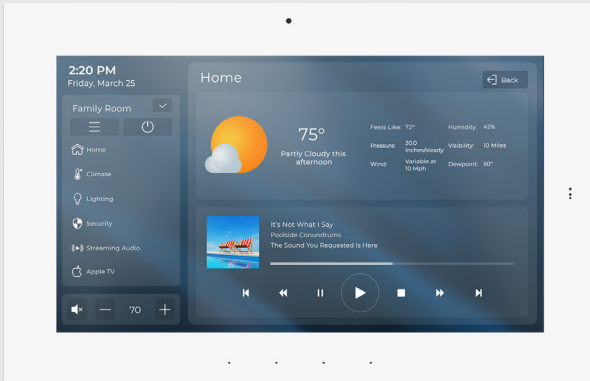 2:20 PM
Friday, March 25
Family Room
Home
Climate
Lighting
Security
Streaming Audio
Apple TV
70
Home
Back
75°
Partly Cloudy this
afternoon
Feels Like: 72°
Humidity: 42%
Pressure: 30.0
Inches/steady
Visibility: 10 Miles
Wind: Variable at
10 Mph
Dewpoint: 50°
It's Not What I Say
Poolside Conundrums
The Sound You Requested Is Here